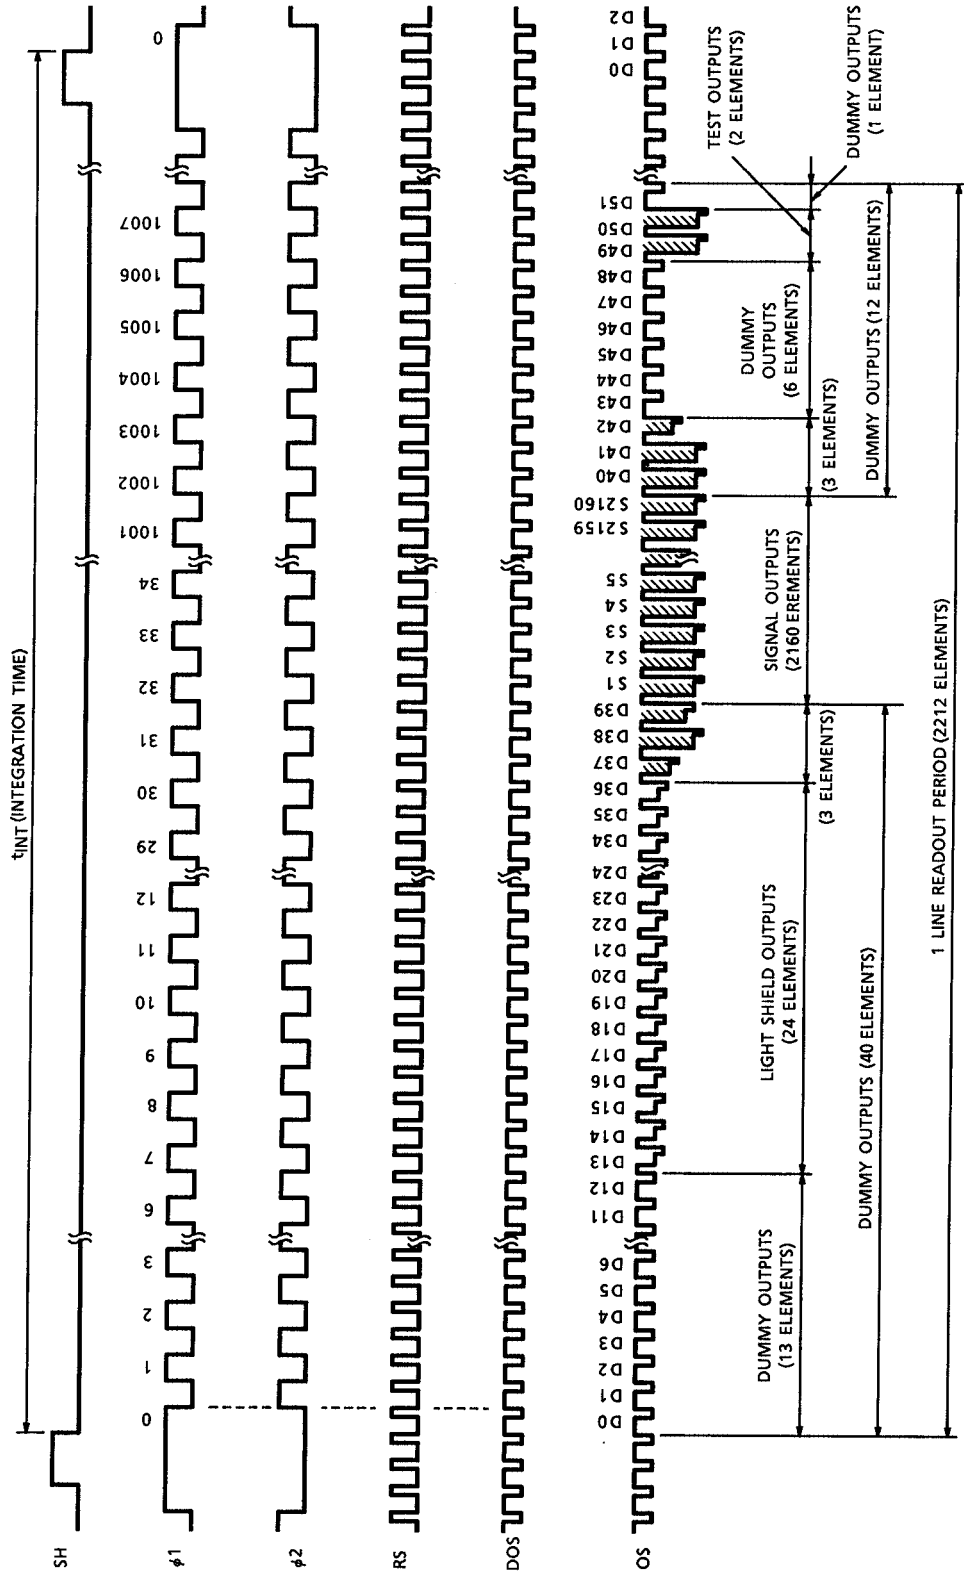 tINT (INTEGRATION TIME)
SH
φ1
0 1 2 3 6 7 8 9 10 11 12 29 30 31 32 33 34 1001 1002 1003 1004 1005 1006 1007 0
φ2
RS
DOS
OS
D0 D1 D2 D3 D4 D5 D6 D11 D12 D13 D14 D15 D16 D17 D18 D19 D20 D21 D22 D23 D24 D34 D35 D36 D37 D38 D39 S1 S2 S3 S4 S5 S2159 S2160 D40 D41 D42 D43 D44 D45 D46 D47 D48 D49 D50 D51 D0 D1 D2
DUMMY OUTPUTS
(13 ELEMENTS)
LIGHT SHIELD OUTPUTS
(24 ELEMENTS)
(3 ELEMENTS)
SIGNAL OUTPUTS
(2160 EREMENTS)
(3 ELEMENTS)
DUMMY
OUTPUTS
(6 ELEMENTS)
TEST OUTPUTS
(2 ELEMENTS)
DUMMY OUTPUTS
(1 ELEMENT)
DUMMY OUTPUTS (40 ELEMENTS)
DUMMY OUTPUTS (12 ELEMENTS)
1 LINE READOUT PERIOD (2212 ELEMENTS)